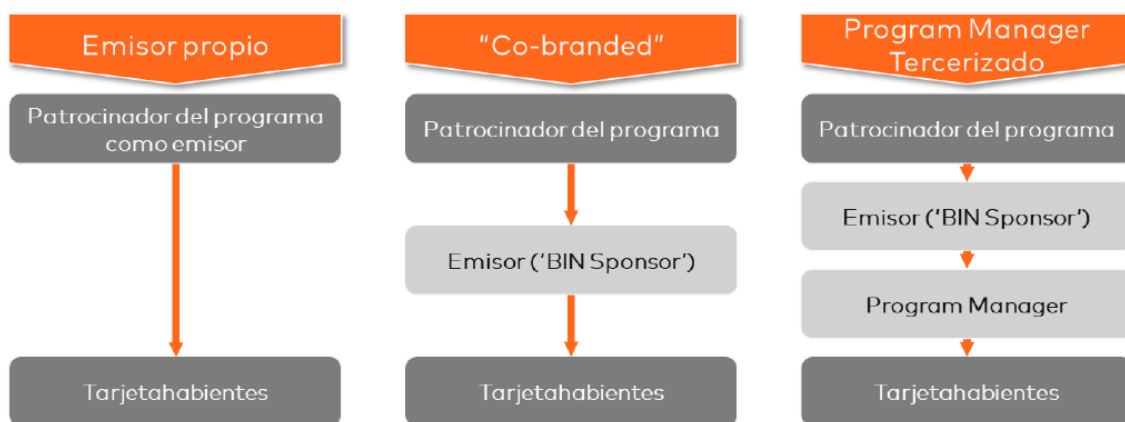 Emisor propio
Patrocinador del programa
como emisor
Tarjetahabientes
“Co-branded”
Patrocinador del programa
Emisor (‘BIN Sponsor’)
Tarjetahabientes
Program Manager
Tercerizado
Patrocinador del programa
Emisor (‘BIN Sponsor’)
Program Manager
Tarjetahabientes